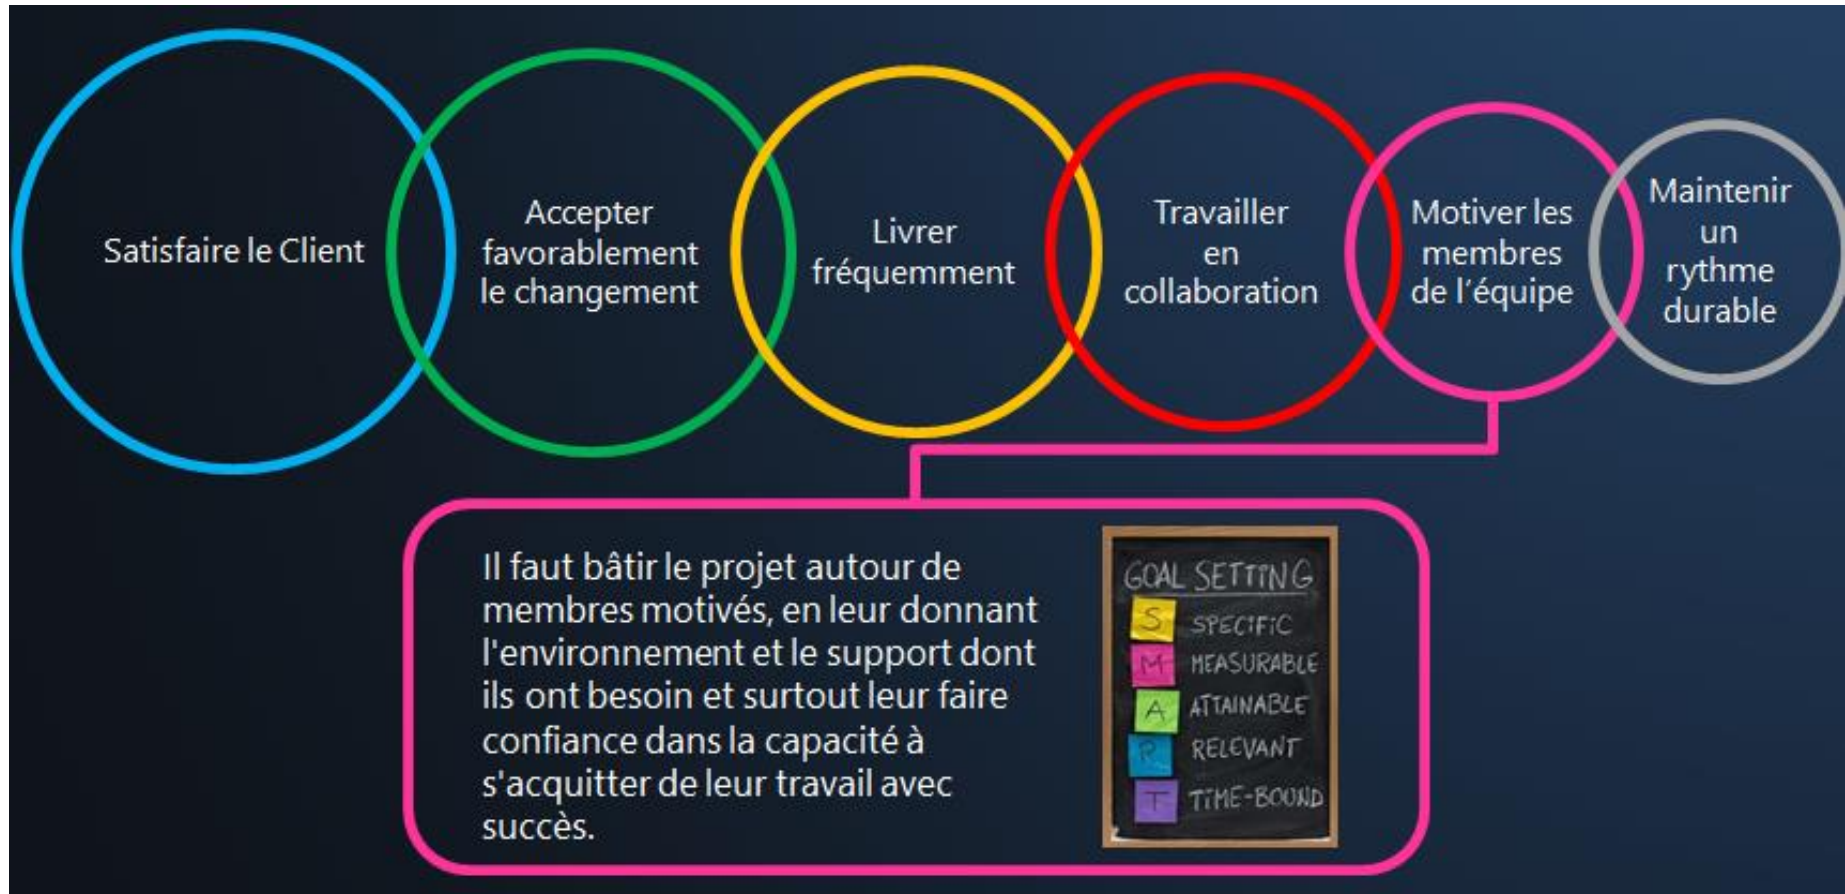 Satisfaire le Client
Accepter
favorablement
le changement
Livrer
fréquemment
Travailler
en
collaboration
Motiver les
membres
de l’équipe
Maintenir
un
rythme
durable
Il faut bâtir le projet autour de
membres motivés, en leur donnant
l'environnement et le support dont
ils ont besoin et surtout leur faire
confiance dans la capacité à
s'acquitter de leur travail avec
succès.
GOAL SETTING
S SPECIFIC
M MEASURABLE
A ATTAINABLE
R RELEVANT
T TIME-BOUND